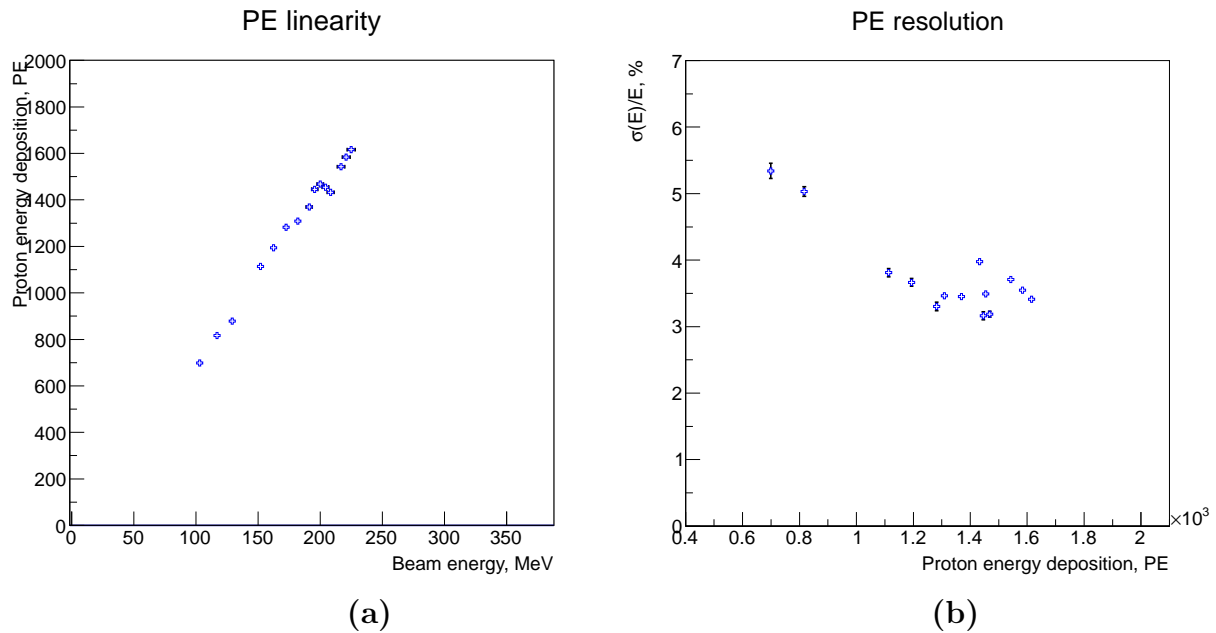 PE linearity
Proton energy deposition, PE
2000
1800
1600
1400
1200
1000
800
600
400
200
0
0 50 100 150 200 250 300 350
Beam energy, MeV
(a)
PE resolution
σ(E)/E, %
7
6
5
4
3
2
1
0
0.4 0.6 0.8 1 1.2 1.4 1.6 1.8 2
×10³
Proton energy deposition, PE
(b)